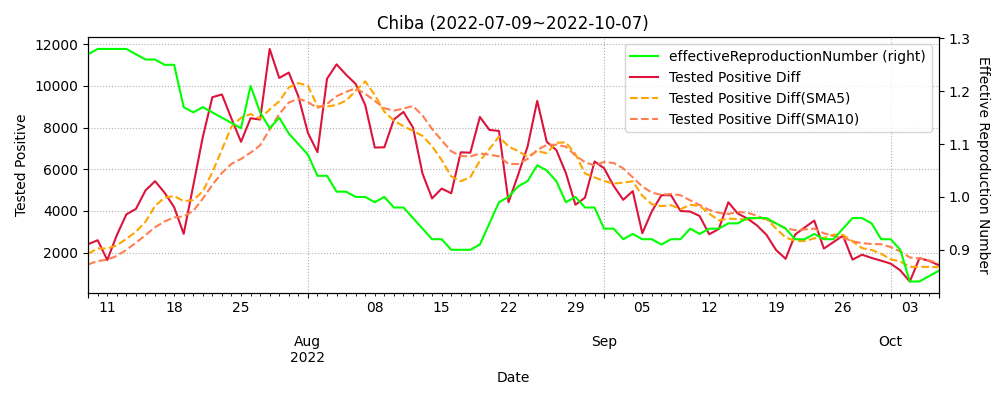 Chiba (2022-07-09~2022-10-07)
effectiveReproductionNumber (right)
Tested Positive Diff
Tested Positive Diff(SMA5)
Tested Positive Diff(SMA10)
Tested Positive
12000
10000
8000
6000
4000
2000
1.3
1.2
1.1
1.0
0.9
Effective Reproduction Number
11 18 25 08 15 22 29 05 12 19 26 03
Aug Sep Oct
2022
Date